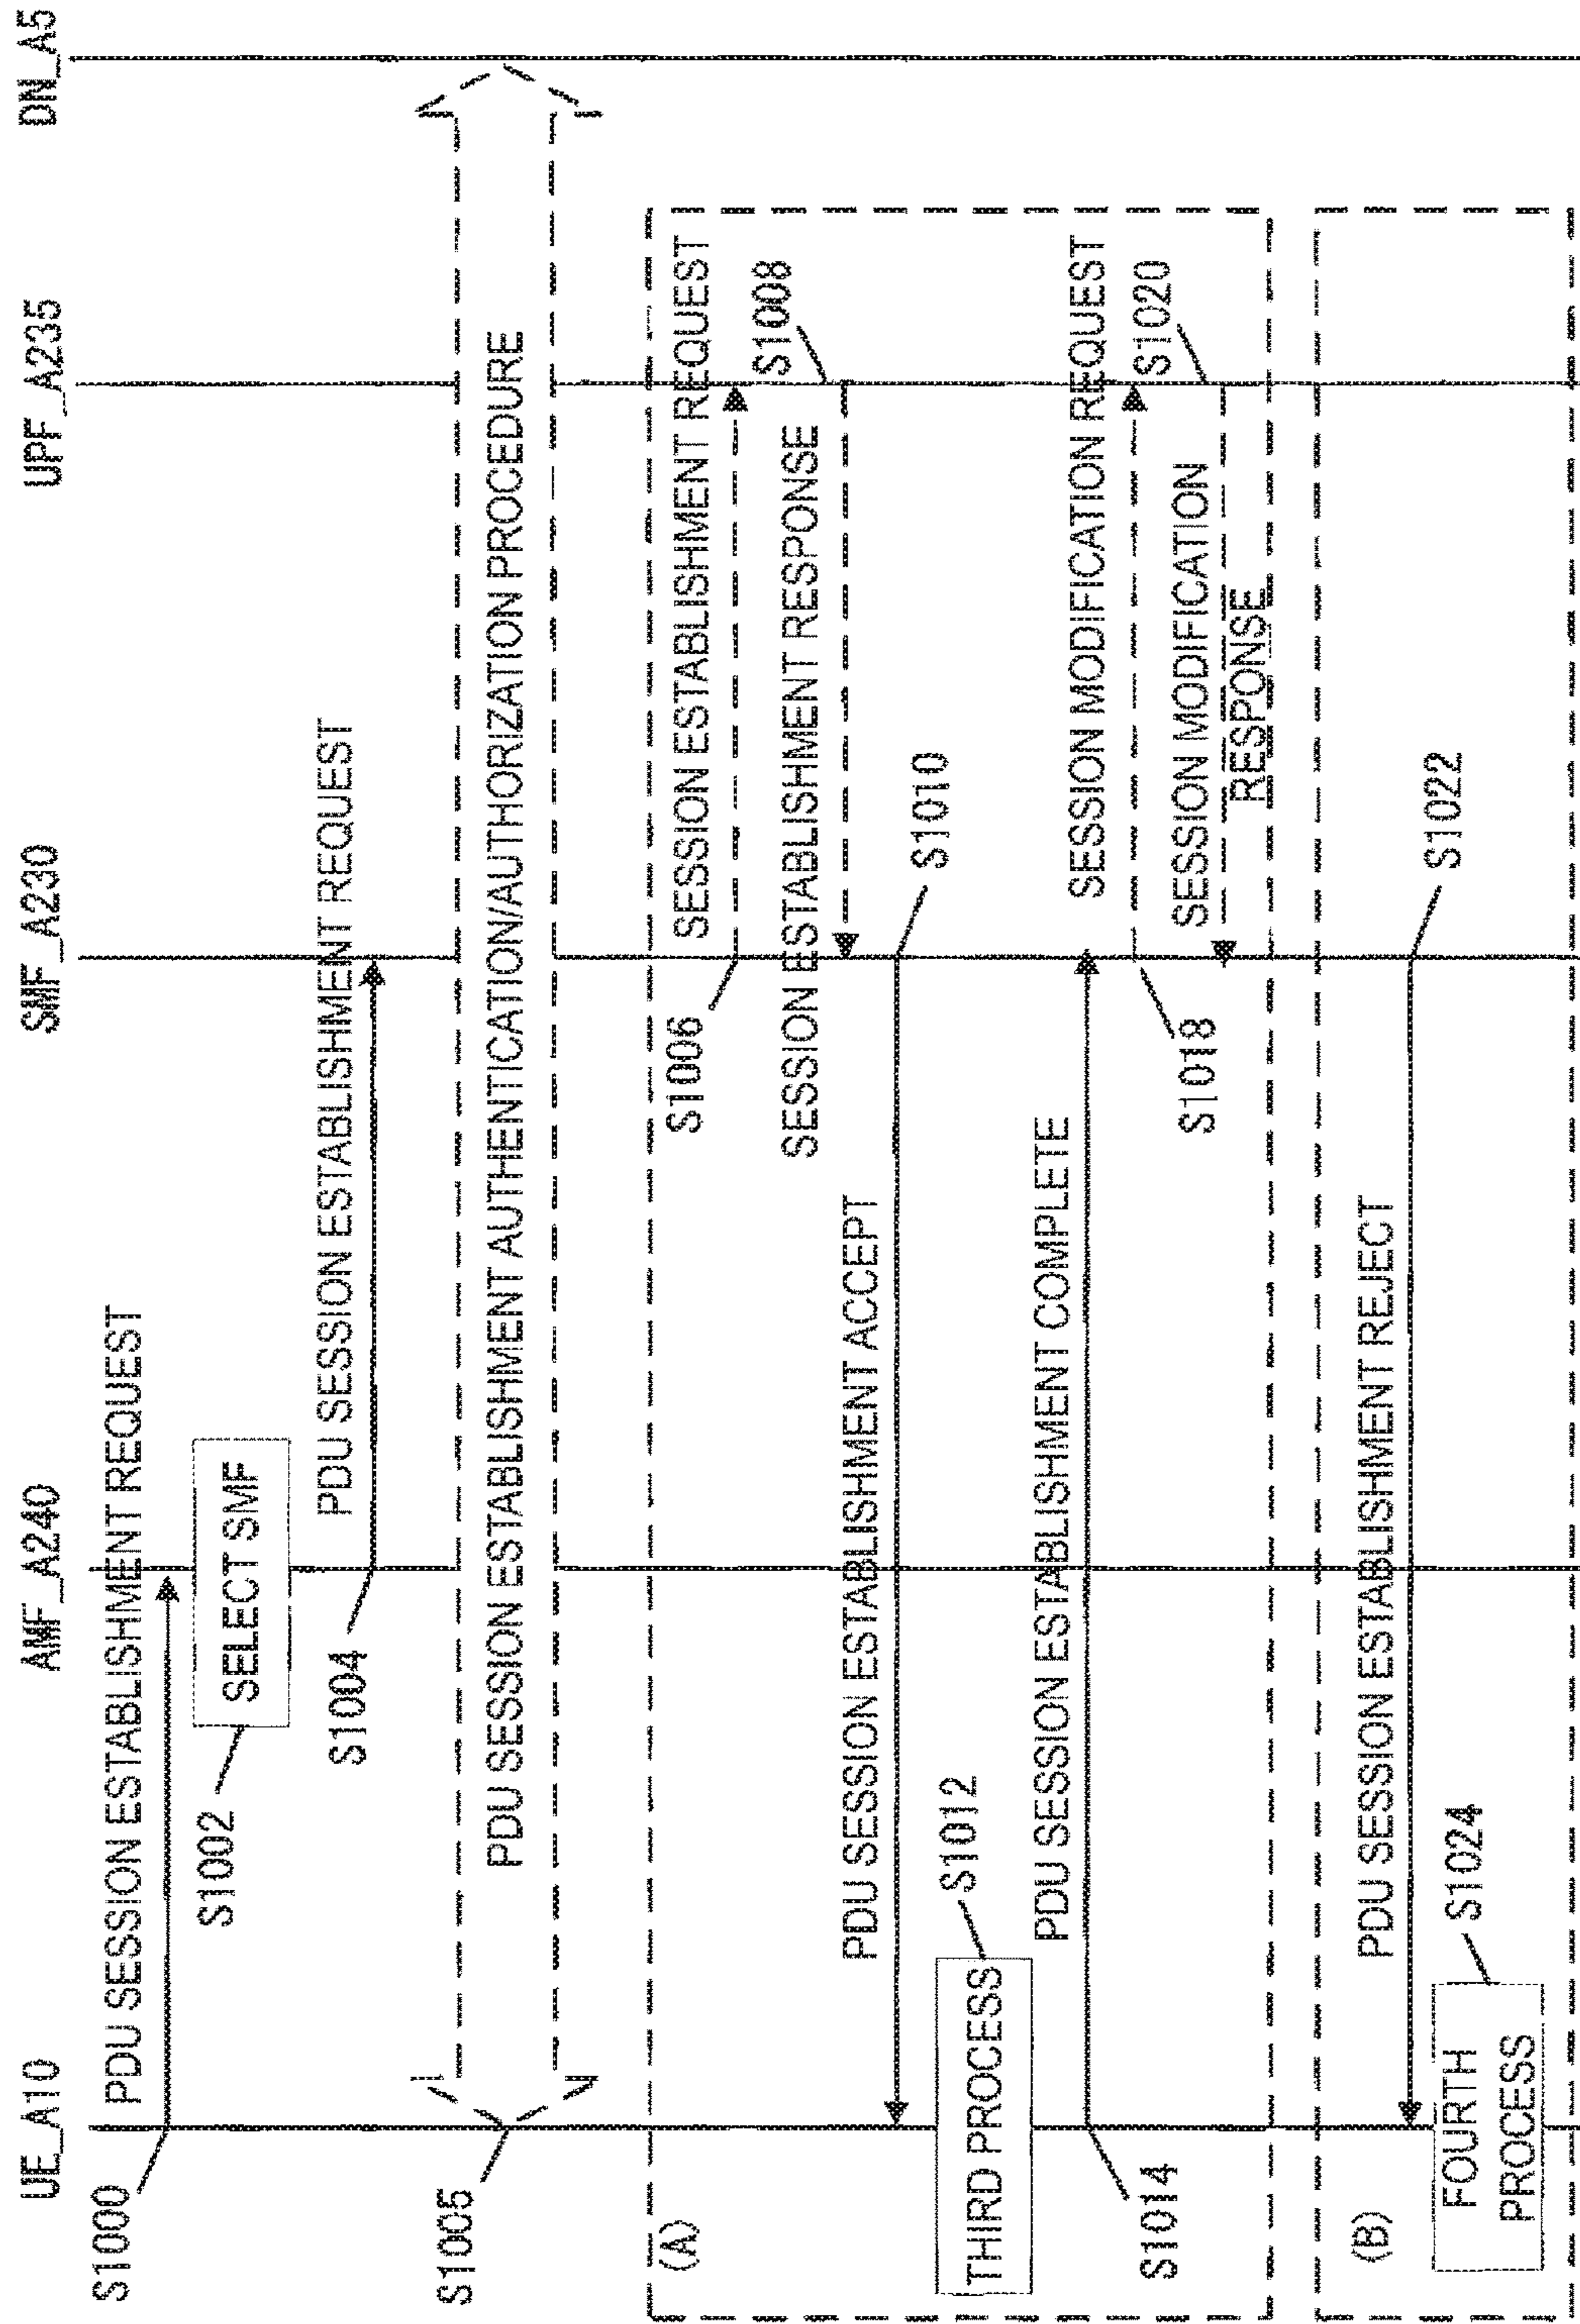 UE_A10
AMF_A240
SMF_A230
UPF_A235
DN_A5
S1000
PDU SESSION ESTABLISHMENT REQUEST
S1002
SELECT SMF
S1004
PDU SESSION ESTABLISHMENT REQUEST
S1005
PDU SESSION ESTABLISHMENT AUTHENTICATION/AUTHORIZATION PROCEDURE
(A)
S1006
SESSION ESTABLISHMENT REQUEST
SESSION ESTABLISHMENT RESPONSE
S1008
PDU SESSION ESTABLISHMENT ACCEPT
S1010
THIRD PROCESS
S1012
PDU SESSION ESTABLISHMENT COMPLETE
S1014
SESSION MODIFICATION REQUEST
S1018
SESSION MODIFICATION
RESPONSE
S1020
(B)
PDU SESSION ESTABLISHMENT REJECT
S1022
FOURTH
PROCESS
S1024